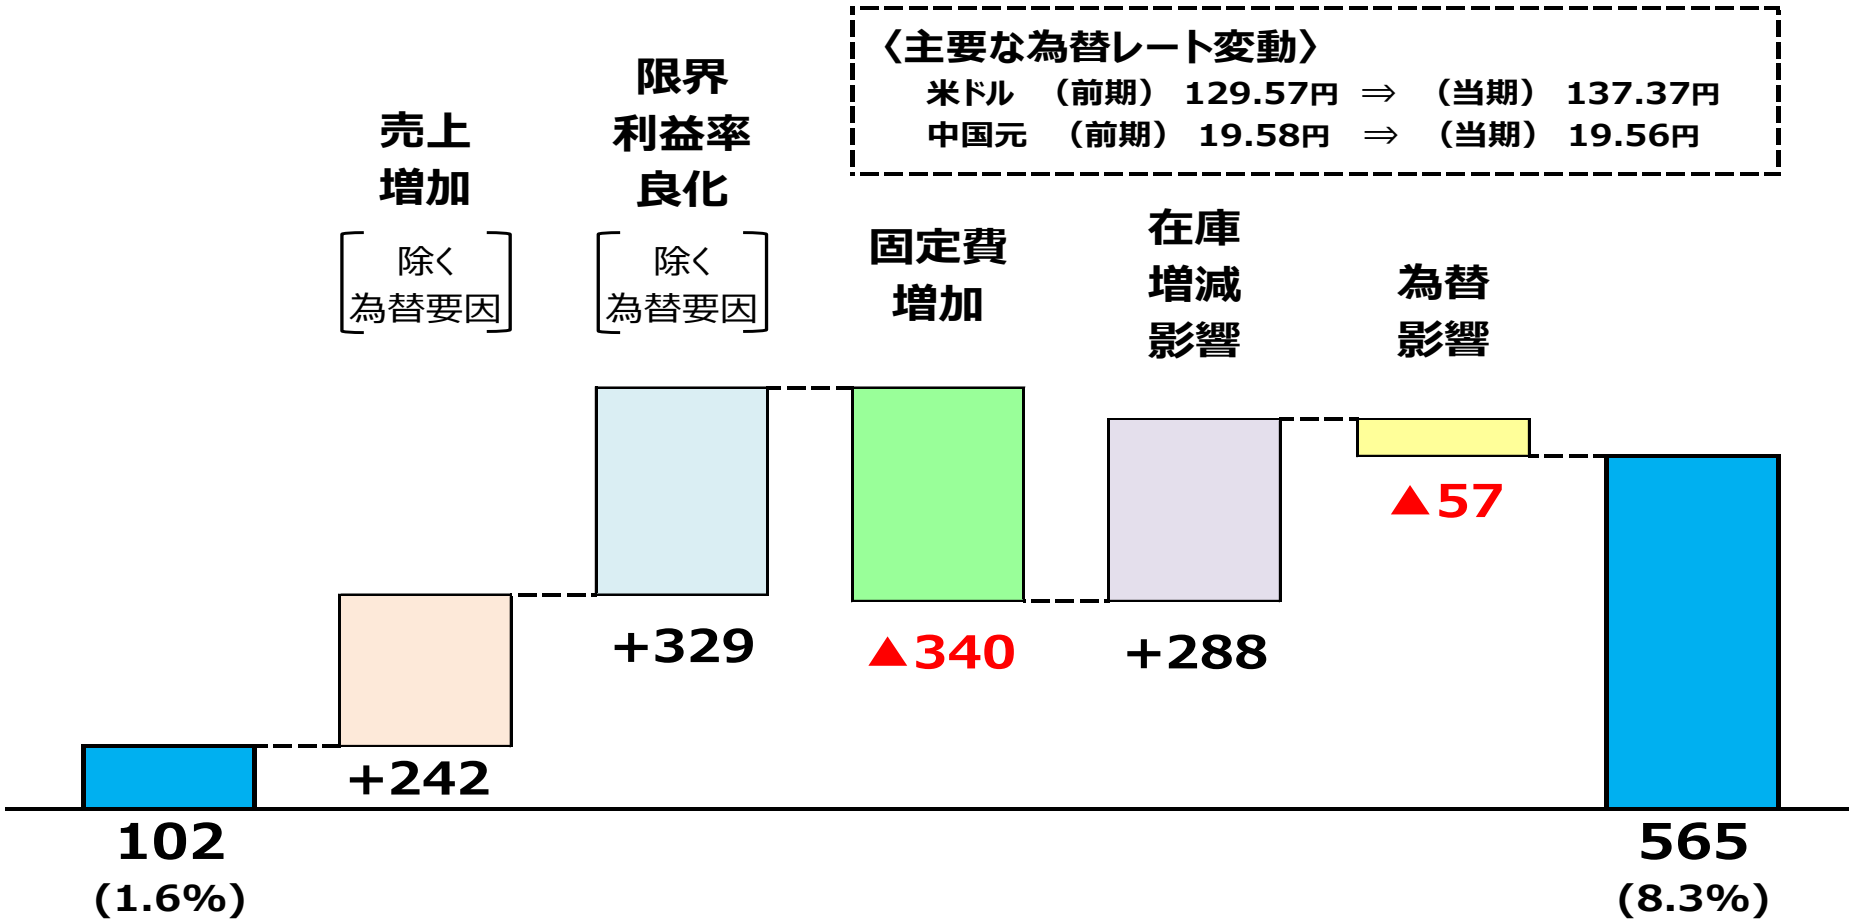 〈主要な為替レート変動〉
米ドル （前期） 129.57円 ⇒ （当期） 137.37円
中国元 （前期） 19.58円 ⇒ （当期） 19.56円
売上
増加
除く
為替要因
限界
利益率
良化
除く
為替要因
固定費
増加
在庫
増減
影響
為替
影響
102
(1.6%)
+242
+329
▲340
+288
▲57
565
(8.3%)